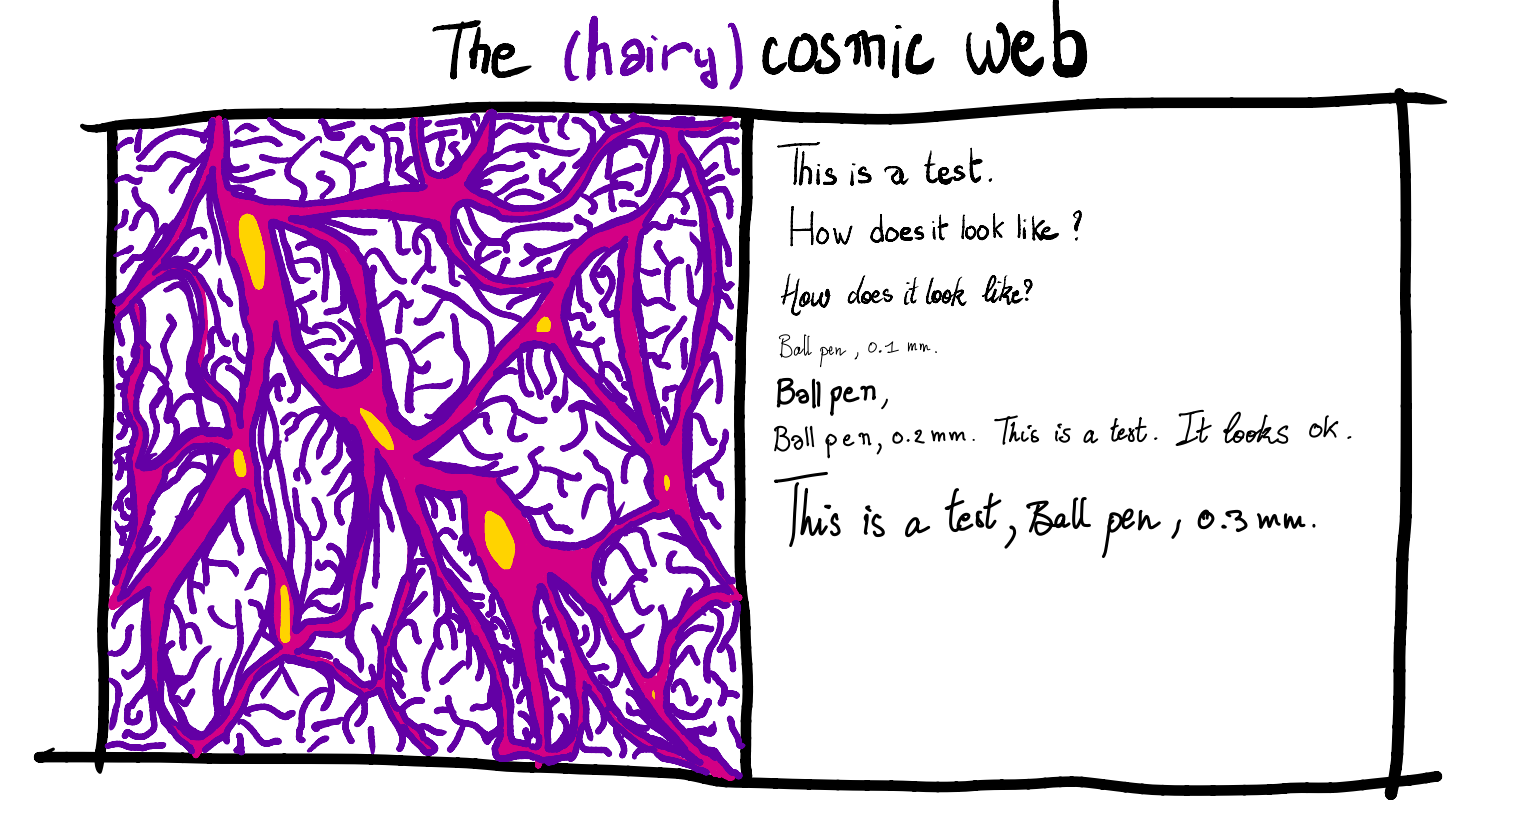 The (hairy) cosmic web
This is a test.
How does it look like ?
How does it look like?
Ball pen, 0.1 mm.
Ball pen,
Ball pen, 0.2 mm. This is a test. It looks ok.
This is a test, Ball pen, 0.3 mm.